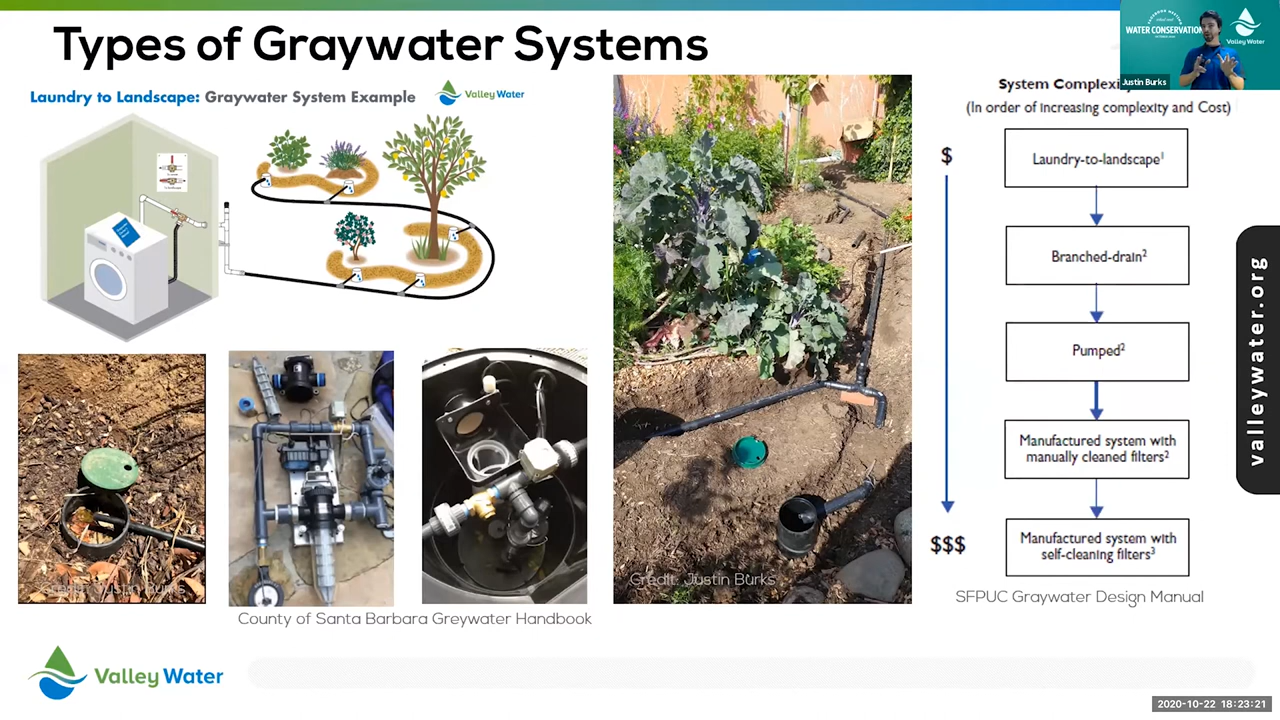 Types of Graywater Systems
Laundry to Landscape: Graywater System Example
Valley Water
WATER CONSERVATION
Valley Water
Justin Burks
System Complexi
(In order of increasing complexity and Cost)
$
Laundry-to-landscape¹
Branched-drain²
Pumped²
Manufactured system with
manually cleaned filters²
$$$
Manufactured system with
self-cleaning filters³
SFPUC Graywater Design Manual
valleywater.org
Credit: Justin Burks
Credit: Justin Burks
County of Santa Barbara Greywater Handbook
Valley Water
2020-10-22 18:23:21